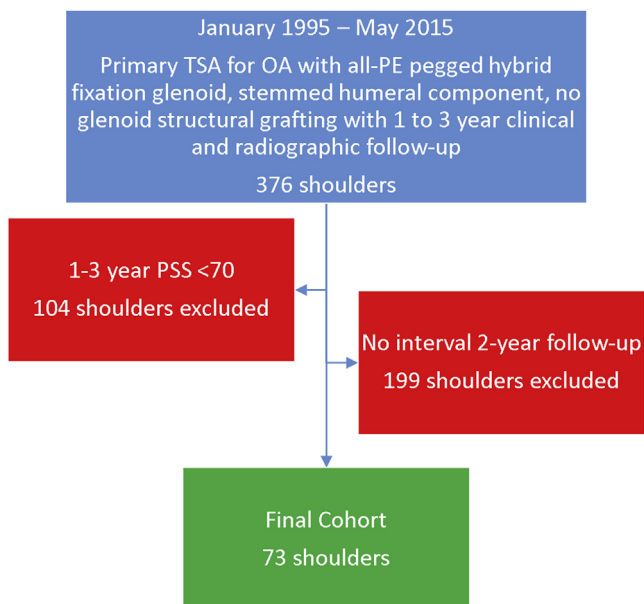 January 1995 – May 2015
Primary TSA for OA with all-PE pegged hybrid
fixation glenoid, stemmed humeral component, no
glenoid structural grafting with 1 to 3 year clinical
and radiographic follow-up
376 shoulders
1-3 year PSS <70
104 shoulders excluded
No interval 2-year follow-up
199 shoulders excluded
Final Cohort
73 shoulders